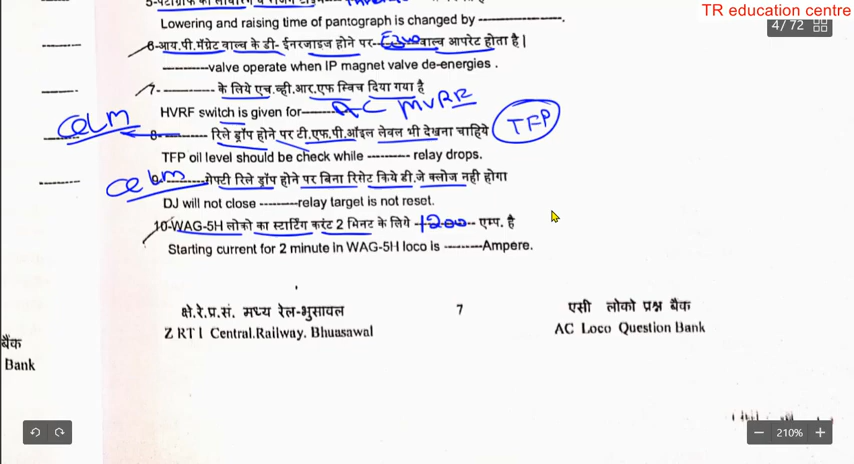 TR education centre
4 / 72
Lowering and raising time of pantograph is changed by --------------.
6-आय.पी.मॅग्रेट वाल्व के डी- ईनरजाइज होने पर-- वाल्व आपरेट होता है|
----------valve operate when IP magnet valve de-energies .
7- के लिये एच.व्ही.आर.एफ स्विच दिया गया है
HVRF switch is given for------ AC MVRR
8- ---------- रिले ड्रॉप होने पर टी.एफ.पी.ऑइल लेवल भी देखना चाहिये TFP
TFP oil level should be check while --------- relay drops.
सेफ्टी रिले ड्रॉप होने पर बिना रिसेट किये डी.जे क्लोज नही होगा
DJ will not close ---------relay target is not reset.
10-WAG-5H लोको का स्टार्टिंग करंट 2 मिनट के लिये -1200-- एम्प. है
Starting current for 2 minute in WAG-5H loco is --------Ampere.
क्षे.रे.प्र.सं. मध्य रेल-भुसावल 7 एसी लोको प्रश्न बैंक
Z RT I Central.Railway, Bhuasawal AC Loco Question Bank
बैंक
Bank
210%